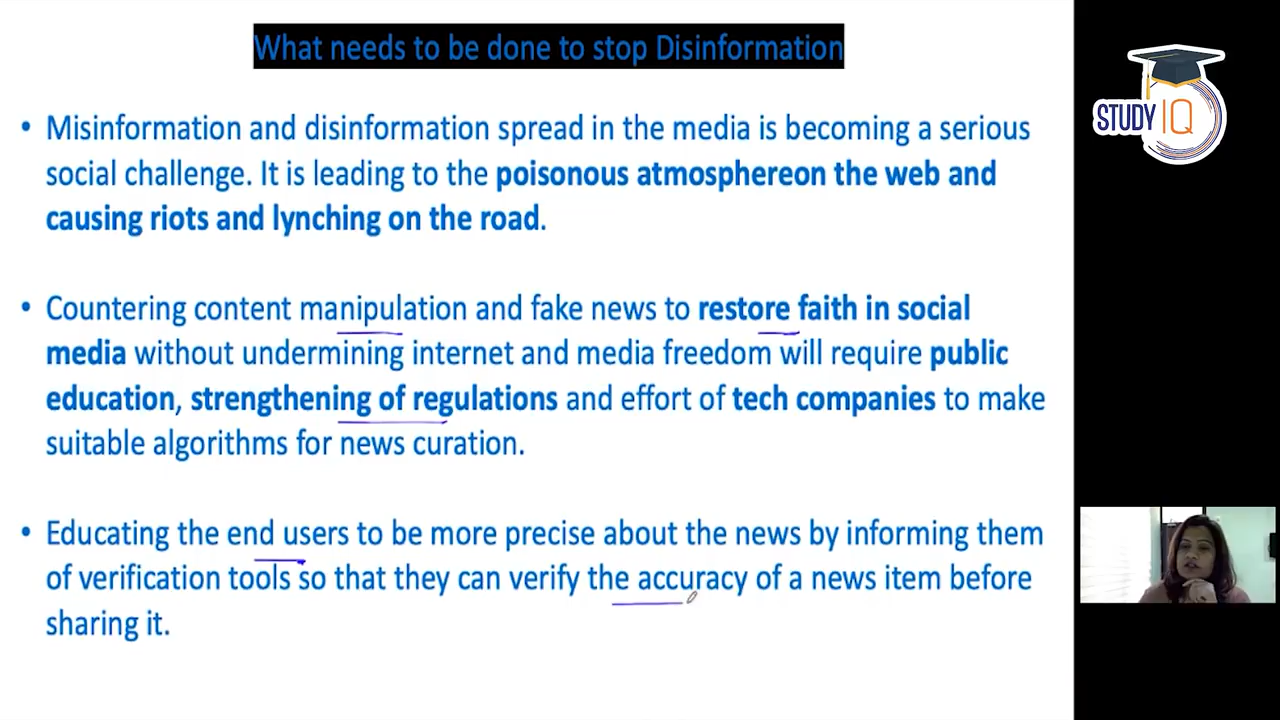 What needs to be done to stop Disinformation
• Misinformation and disinformation spread in the media is becoming a serious
social challenge. It is leading to the poisonous atmosphereon the web and
causing riots and lynching on the road.
• Countering content manipulation and fake news to restore faith in social
media without undermining internet and media freedom will require public
education, strengthening of regulations and effort of tech companies to make
suitable algorithms for news curation.
• Educating the end users to be more precise about the news by informing them
of verification tools so that they can verify the accuracy of a news item before
sharing it.
STUDY IQ